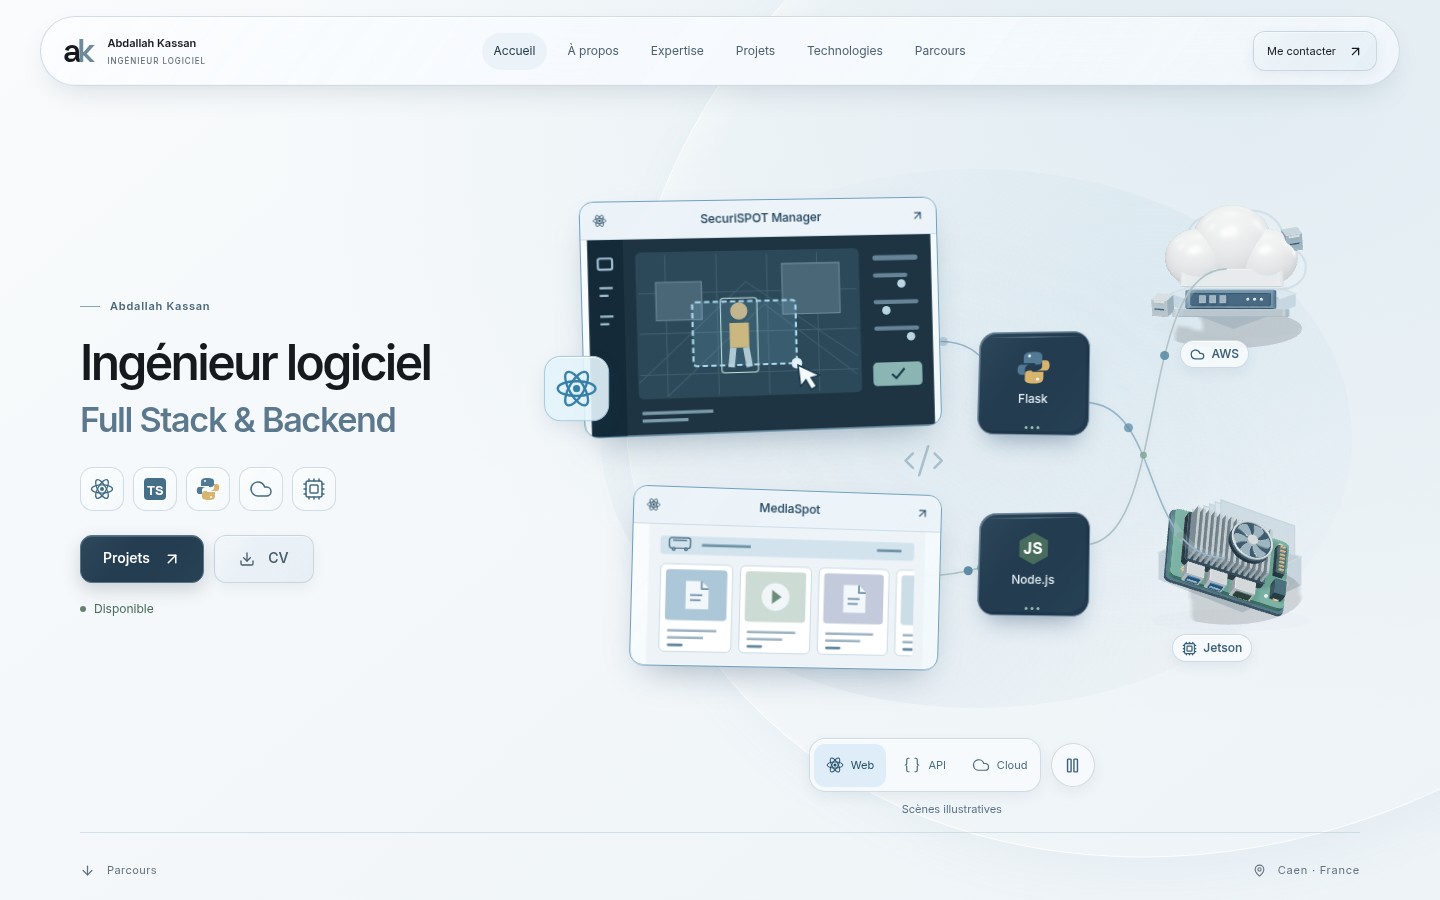 ak
Abdallah Kassan
INGÉNIEUR LOGICIEL
Accueil
À propos
Expertise
Projets
Technologies
Parcours
Me contacter
Abdallah Kassan
Ingénieur logiciel
Full Stack & Backend
TS
Projets
CV
Disponible
SecuriSPOT Manager
</>
MediaSpot
Flask
JS
Node.js
AWS
Jetson
Web
{ } API
Cloud
Scènes illustratives
Parcours
Caen · France